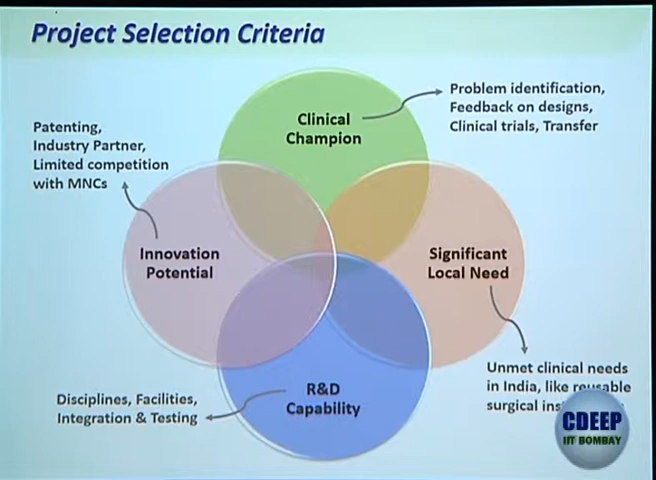 Project Selection Criteria
Clinical
Champion
Problem identification,
Feedback on designs,
Clinical trials, Transfer
Patenting,
Industry Partner,
Limited competition
with MNCs
Innovation
Potential
Significant
Local Need
Unmet clinical needs
in India, like reusable
surgical
R&D
Capability
Disciplines, Facilities,
Integration & Testing
CDEEP
IIT BOMBAY